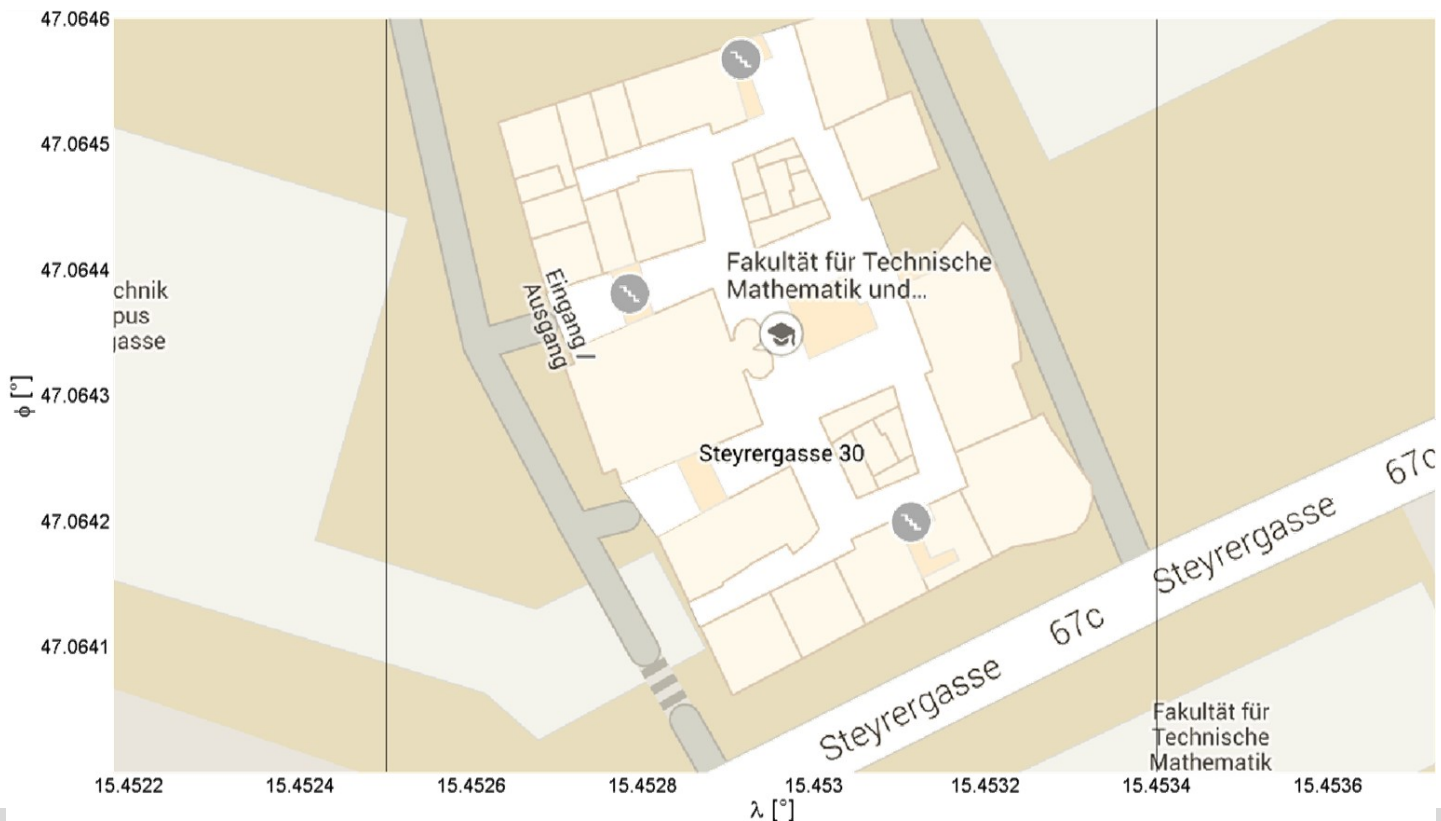 47.0646
47.0645
47.0644
47.0643
47.0642
47.0641
ϕ [°]
chnik
pus
gasse
Eingang /
Ausgang
Fakultät für Technische
Mathematik und...
Steyrergasse 30
67c
Steyrergasse
67c
Steyrergasse
Fakultät für
Technische
Mathematik
15.4522
15.4524
15.4526
15.4528
15.453
15.4532
15.4534
15.4536
λ [°]